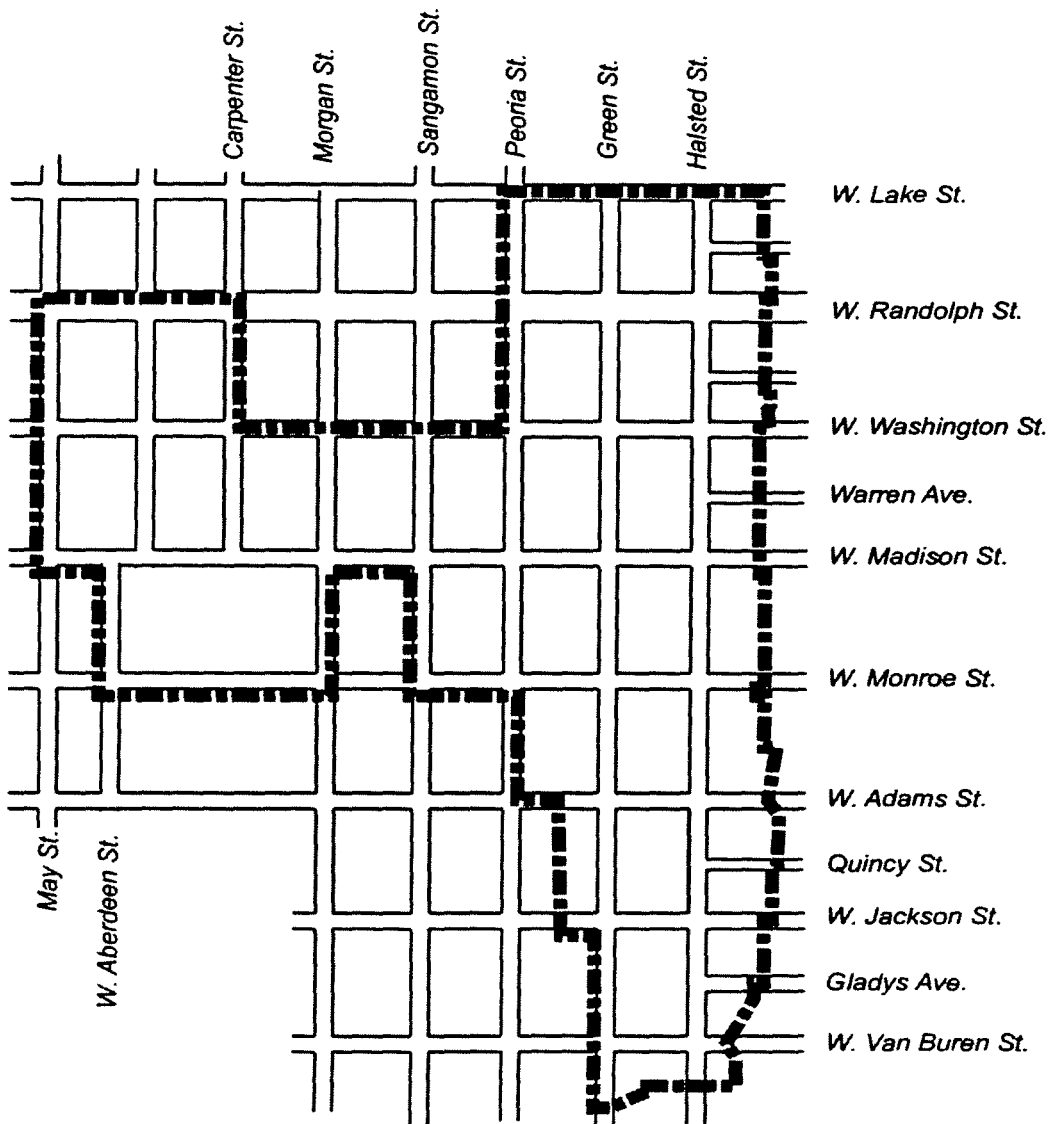 Carpenter St.
Morgan St.
Sangamon St.
Peoria St.
Green St.
Halsted St.
W. Lake St.
W. Randolph St.
W. Washington St.
Warren Ave.
W. Madison St.
W. Monroe St.
W. Adams St.
Quincy St.
W. Jackson St.
Gladys Ave.
W. Van Buren St.
May St.
W. Aberdeen St.